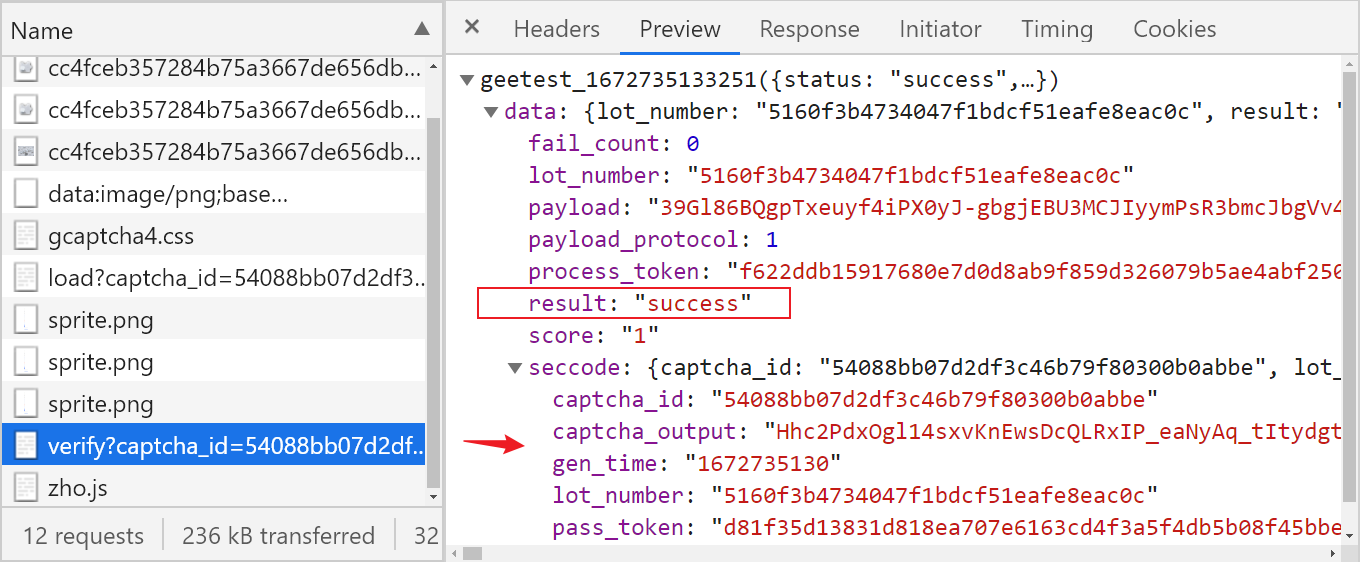 Name
cc4fceb357284b75a3667de656db...
cc4fceb357284b75a3667de656db...
cc4fceb357284b75a3667de656db...
data:image/png;base...
gcaptcha4.css
load?captcha_id=54088bb07d2df3...
sprite.png
sprite.png
sprite.png
verify?captcha_id=54088bb07d2df...
zho.js
12 requests 236 kB transferred 32
Headers Preview Response Initiator Timing Cookies
geetest_1672735133251({status: "success",…})
data: {lot_number: "5160f3b4734047f1bdcf51eafe8eac0c", result: "
fail_count: 0
lot_number: "5160f3b4734047f1bdcf51eafe8eac0c"
payload: "39Gl86BQgpTxeuyf4iPX0yJ-gbgjEBU3MCJIyymPsR3bmcJbgVv4
payload_protocol: 1
process_token: "f622ddb15917680e7d0d8ab9f859d326079b5ae4abf250
result: "success"
score: "1"
seccode: {captcha_id: "54088bb07d2df3c46b79f80300b0abbe", lot_
captcha_id: "54088bb07d2df3c46b79f80300b0abbe"
captcha_output: "Hhc2PdxOgl14sxvKnEwsDcQLRxIP_eaNyAq_tItydgt
gen_time: "1672735130"
lot_number: "5160f3b4734047f1bdcf51eafe8eac0c"
pass_token: "d81f35d13831d818ea707e6163cd4f3a5f4db5b08f45bbe